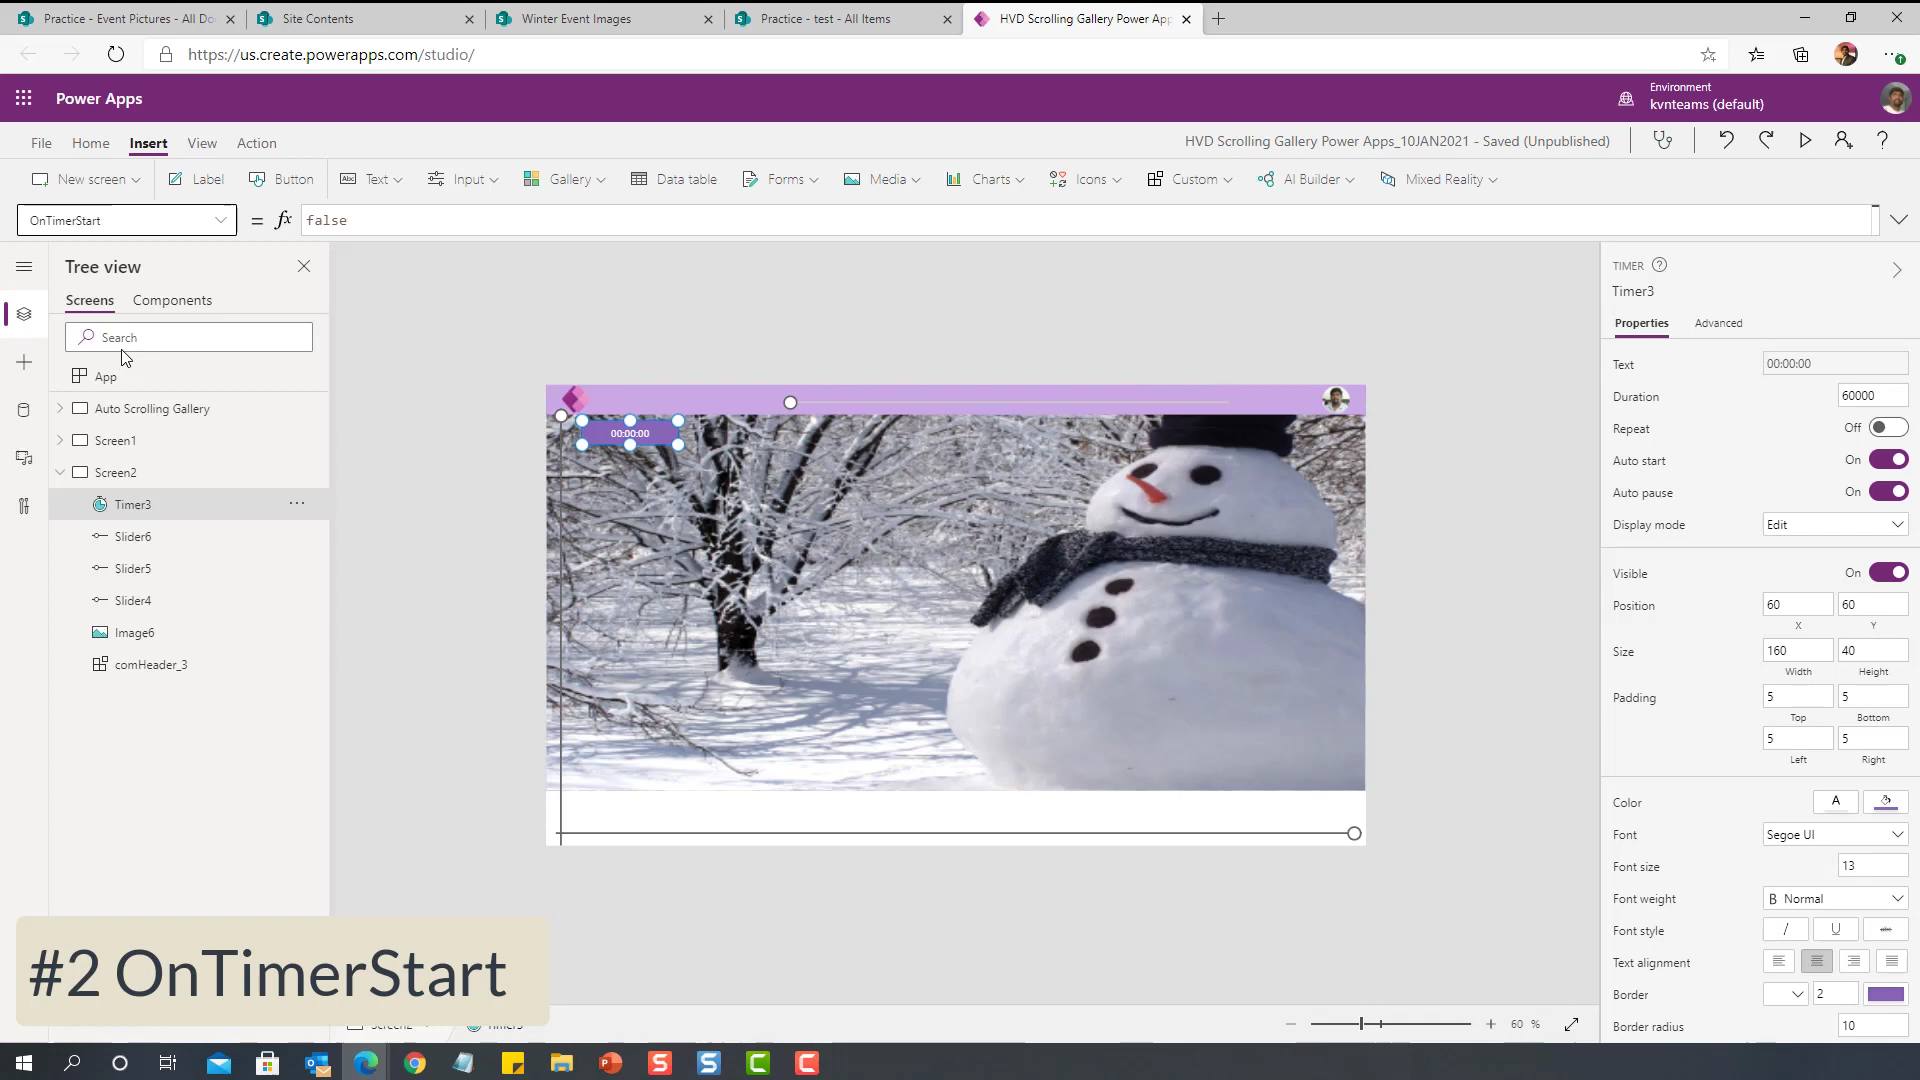 Practice - Event Pictures - All Do
Site Contents
Winter Event Images
Practice - test - All Items
HVD Scrolling Gallery Power App
https://us.create.powerapps.com/studio/
Power Apps
Environment
kvnteams (default)
File Home Insert View Action
HVD Scrolling Gallery Power Apps_10JAN2021 - Saved (Unpublished)
New screen Label Button Text Input Gallery Data table Forms Media Charts Icons Custom AI Builder Mixed Reality
OnTimerStart = fx false
Tree view
Screens Components
Search
App
Auto Scrolling Gallery
Screen1
Screen2
Timer3
Slider6
Slider5
Slider4
Image6
comHeader_3
00:00:00
TIMER
Timer3
Properties Advanced
Text 00:00:00
Duration 60000
Repeat Off
Auto start On
Auto pause On
Display mode Edit
Visible On
Position 60 60
X Y
Size 160 40
Width Height
Padding 5 5
Top Bottom
5 5
Left Right
Color A
Font Segoe UI
Font size 13
Font weight B Normal
Font style / U abc
Text alignment
Border 2
Border radius 10
#2 OnTimerStart
60 %